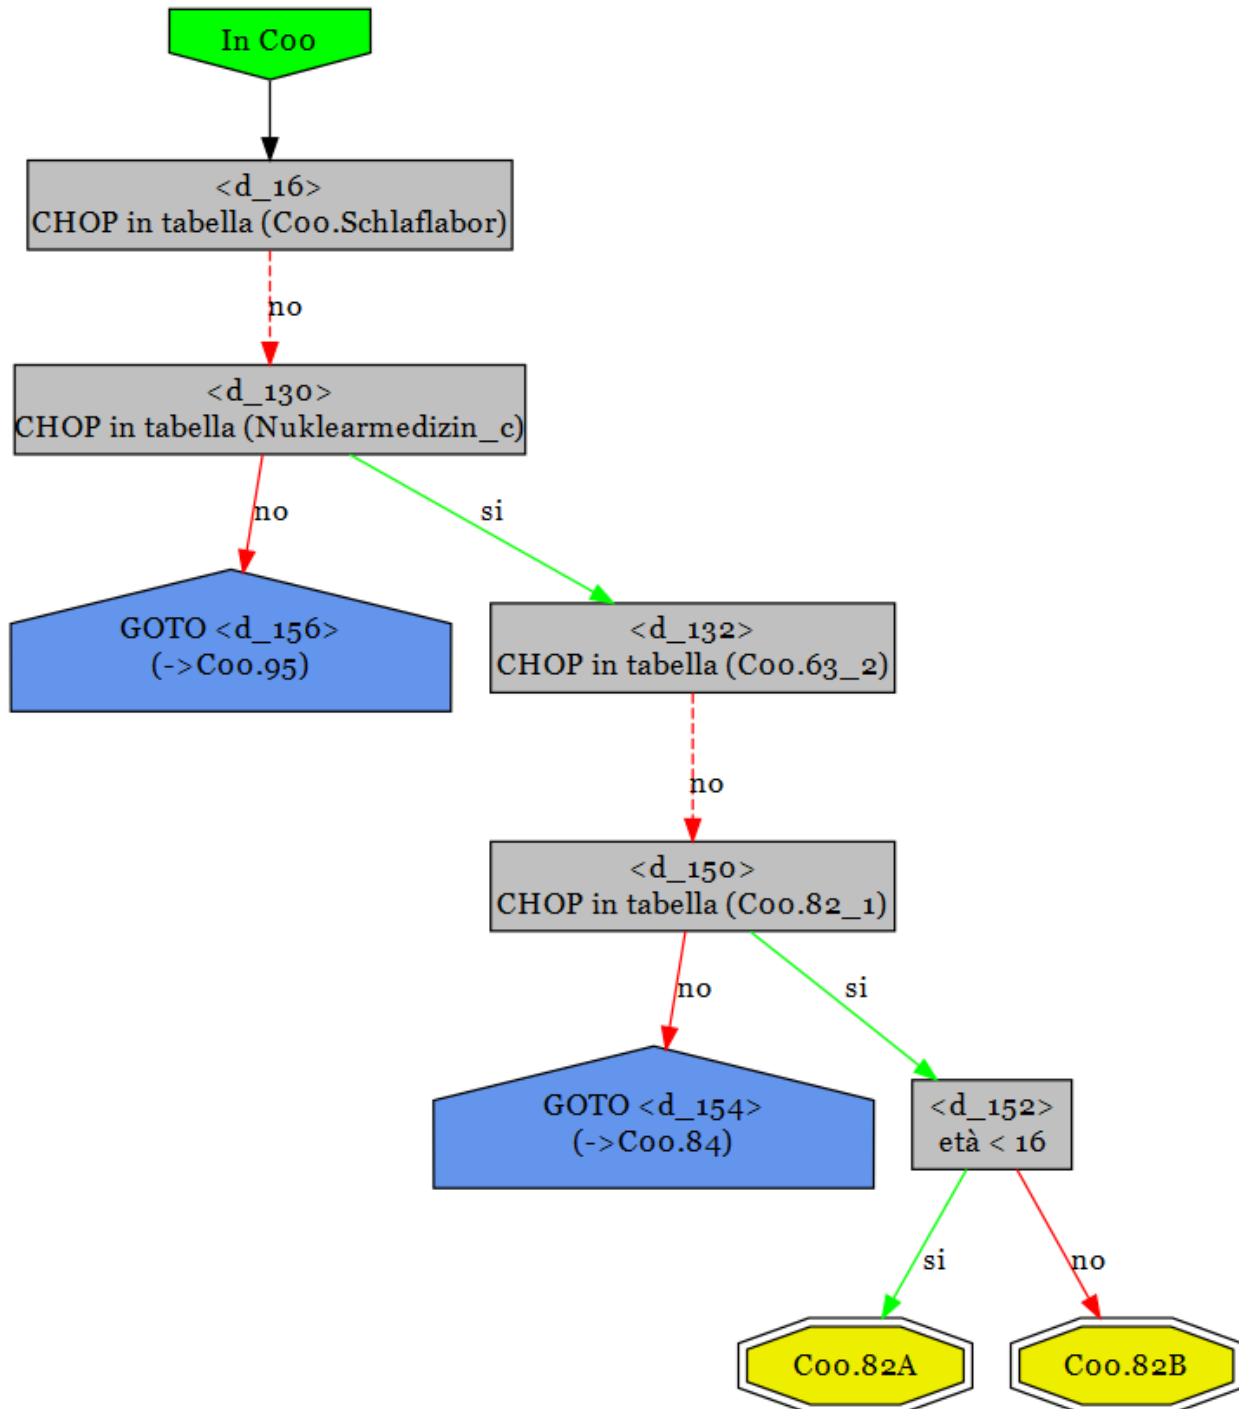 In C00
<d_16>
CHOP in tabella (C00.Schlaflabor)
no
<d_130>
CHOP in tabella (Nuklearmedizin_c)
no
si
GOTO <d_156>
(->C00.95)
<d_132>
CHOP in tabella (C00.63_2)
no
<d_150>
CHOP in tabella (C00.82_1)
no
si
GOTO <d_154>
(->C00.84)
<d_152>
età < 16
si
no
C00.82A
C00.82B